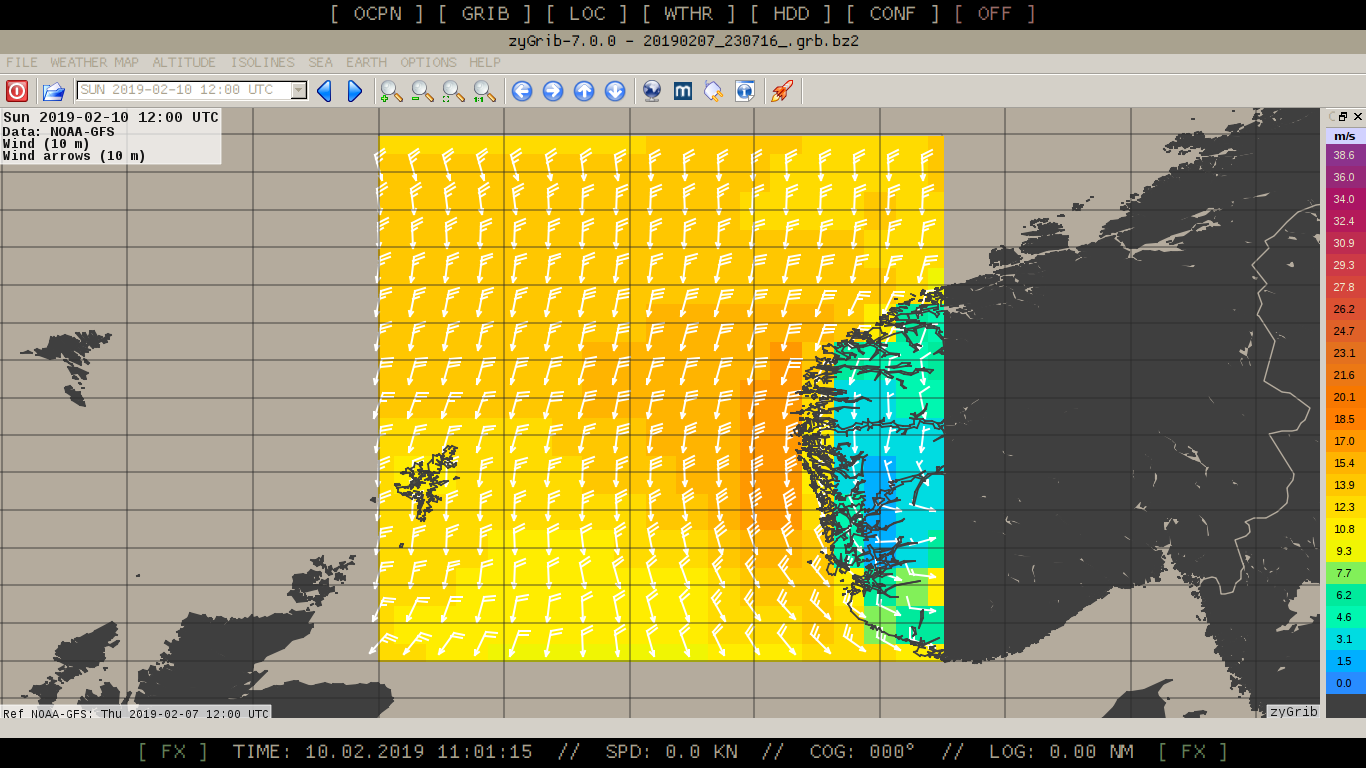 [ OCPN ] [ GRIB ] [ LOC ] [ WTHR ] [ HDD ] [ CONF ] [ OFF ]
zyGrib-7.0.0 - 20190207_230716_.grb.bz2
FILE WEATHER MAP ALTITUDE ISOLINES SEA EARTH OPTIONS HELP
SUN 2019-02-10 12:00 UTC
1:1
m
Sun 2019-02-10 12:00 UTC
Data: NOAA-GFS
Wind (10 m)
Wind arrows (10 m)
m/s
38.6
36.0
34.0
32.4
30.9
29.3
27.8
26.2
24.7
23.1
21.6
20.1
18.5
17.0
15.4
13.9
12.3
10.8
9.3
7.7
6.2
4.6
3.1
1.5
0.0
Ref NOAA-GFS: Thu 2019-02-07 12:00 UTC
zyGrib
[ FX ] TIME: 10.02.2019 11:01:15 // SPD: 0.0 KN // COG: 000° // LOG: 0.00 NM [ FX ]